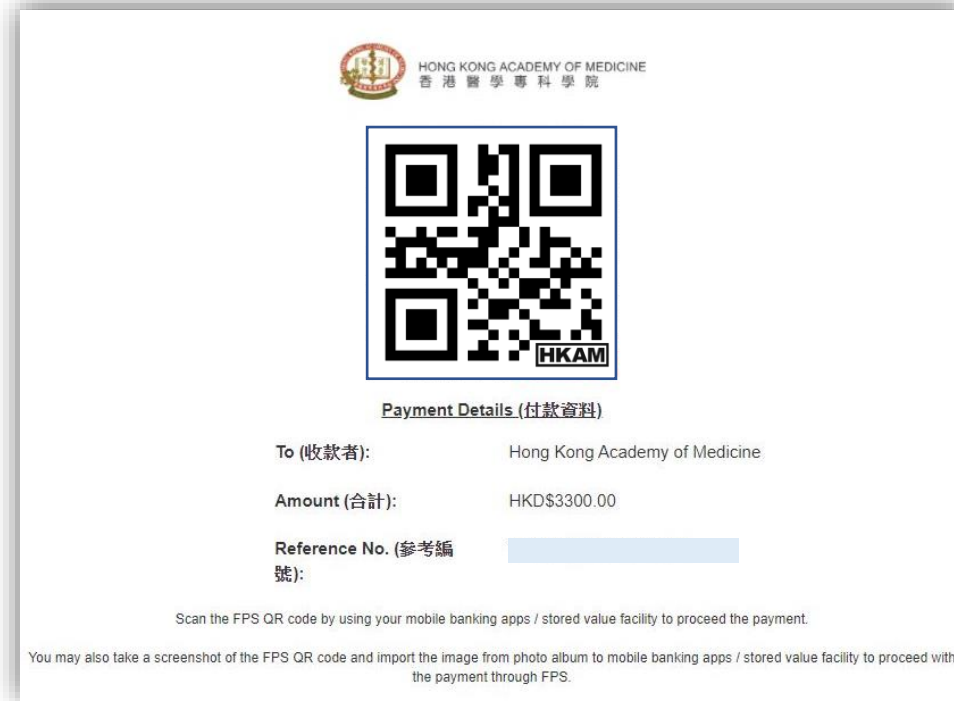 HONG KONG ACADEMY OF MEDICINE
香港醫學專科學院
HKAM
Payment Details (付款資料)
To (收款者): Hong Kong Academy of Medicine
Amount (合計): HKD$3300.00
Reference No. (參考編
號):
Scan the FPS QR code by using your mobile banking apps / stored value facility to proceed the payment.
You may also take a screenshot of the FPS QR code and import the image from photo album to mobile banking apps / stored value facility to proceed with
the payment through FPS.